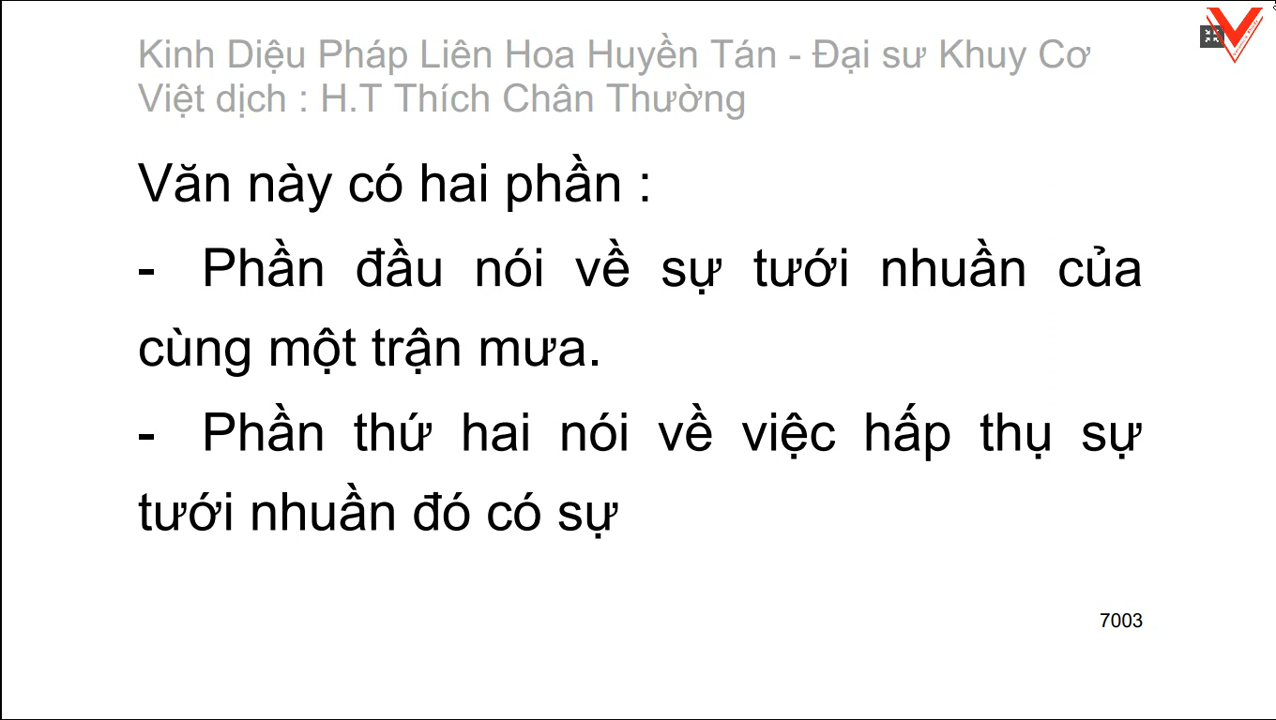 Kinh Diệu Pháp Liên Hoa Huyền Tán - Đại sư Khuy Cơ
Việt dịch : H.T Thích Chân Thường
Văn này có hai phần :
- Phần đầu nói về sự tưới nhuần của
cùng một trận mưa.
- Phần thứ hai nói về việc hấp thụ sự
tưới nhuần đó có sự
7003